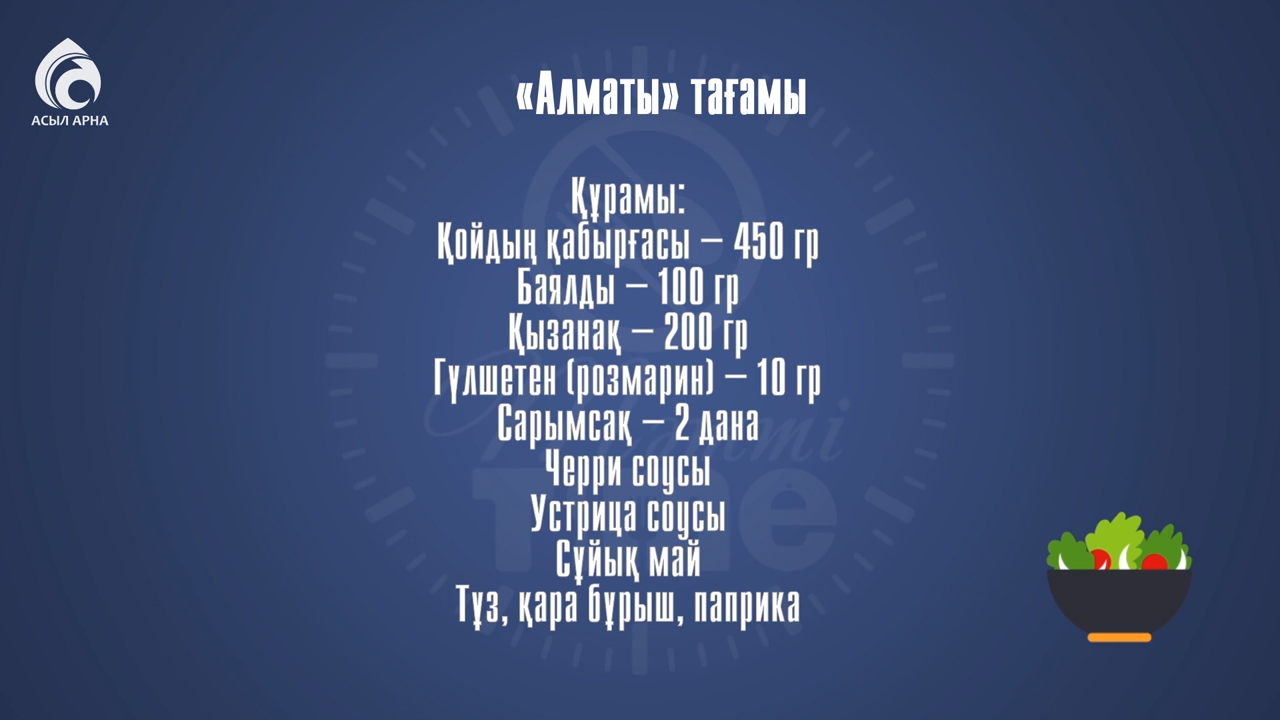 АСЫЛ АРНА
«Алматы» тағамы
Құрамы:
Қойдың қабырғасы – 450 гр
Баялды – 100 гр
Қызанақ – 200 гр
Гүлшетен (розмарин) – 10 гр
Сарымсақ – 2 дана
Черри соусы
Устрица соусы
Сұйық май
Тұз, қара бұрыш, паприка